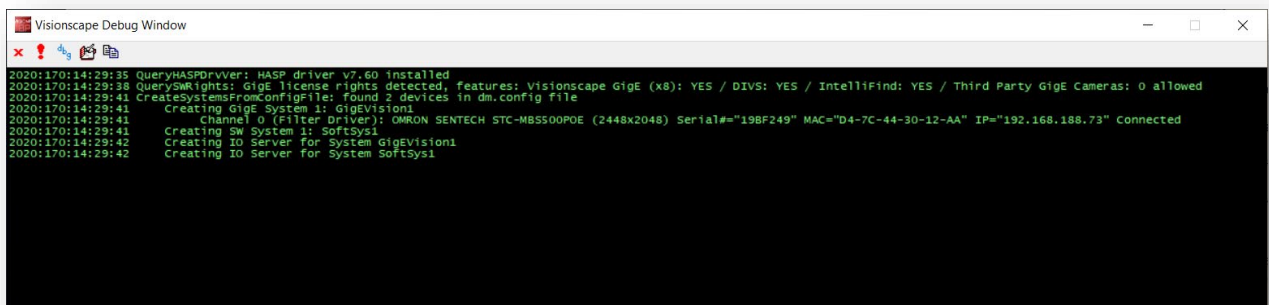 Visionscape Debug Window
dbg
2020:170:14:29:35 QueryHASPDrvVer: HASP driver v7.60 installed
2020:170:14:29:38 QuerySWRights: GigE license rights detected, features: Visionscape GigE (x8): YES / DIVS: YES / IntelliFind: YES / Third Party GigE Cameras: 0 allowed
2020:170:14:29:41 CreateSystemsFromConfigFile: found 2 devices in dm.config file
2020:170:14:29:41 Creating GigE System 1: GigEVision1
2020:170:14:29:41 Channel 0 (Filter Driver): OMRON SENTECH STC-MBS500POE (2448x2048) Serial#="19BF249" MAC="D4-7C-44-30-12-AA" IP="192.168.188.73" Connected
2020:170:14:29:41 Creating SW System 1: SoftSys1
2020:170:14:29:42 Creating IO Server for System GigEVision1
2020:170:14:29:42 Creating IO Server for System SoftSys1